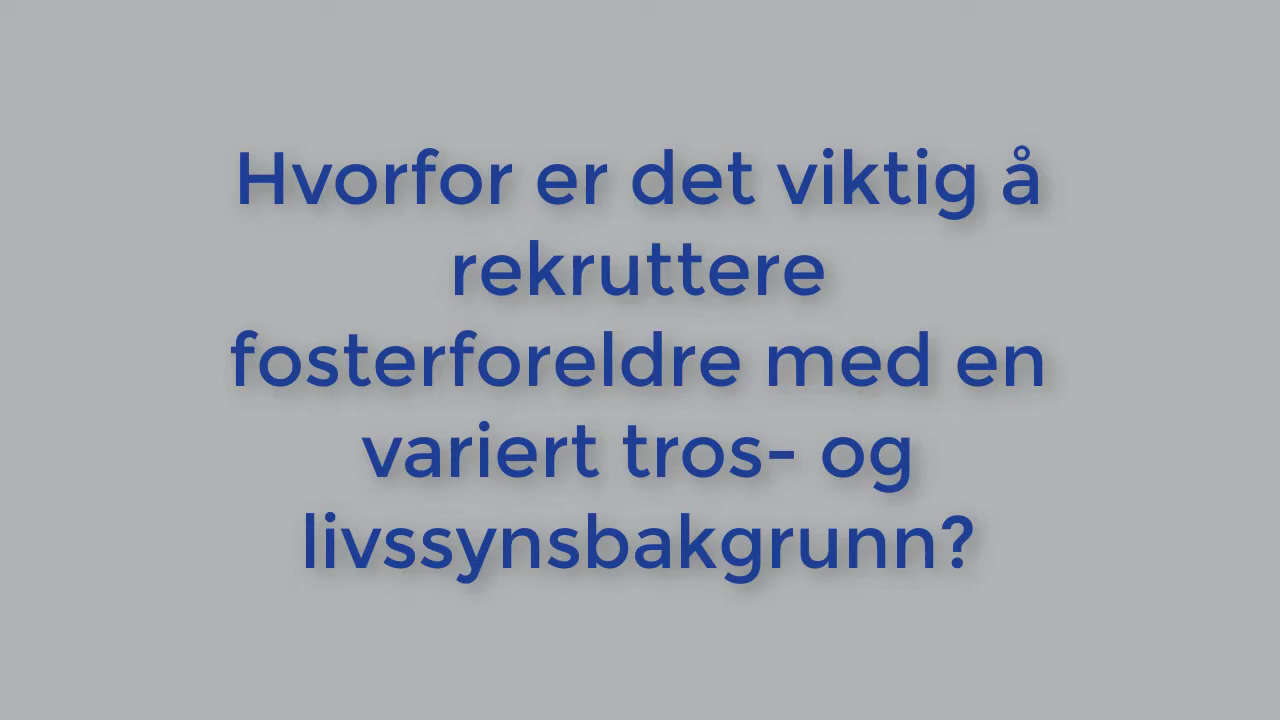 Hvorfor er det viktig å
rekruttere
fosterforeldre med en
variert tros- og
livssynsbakgrunn?